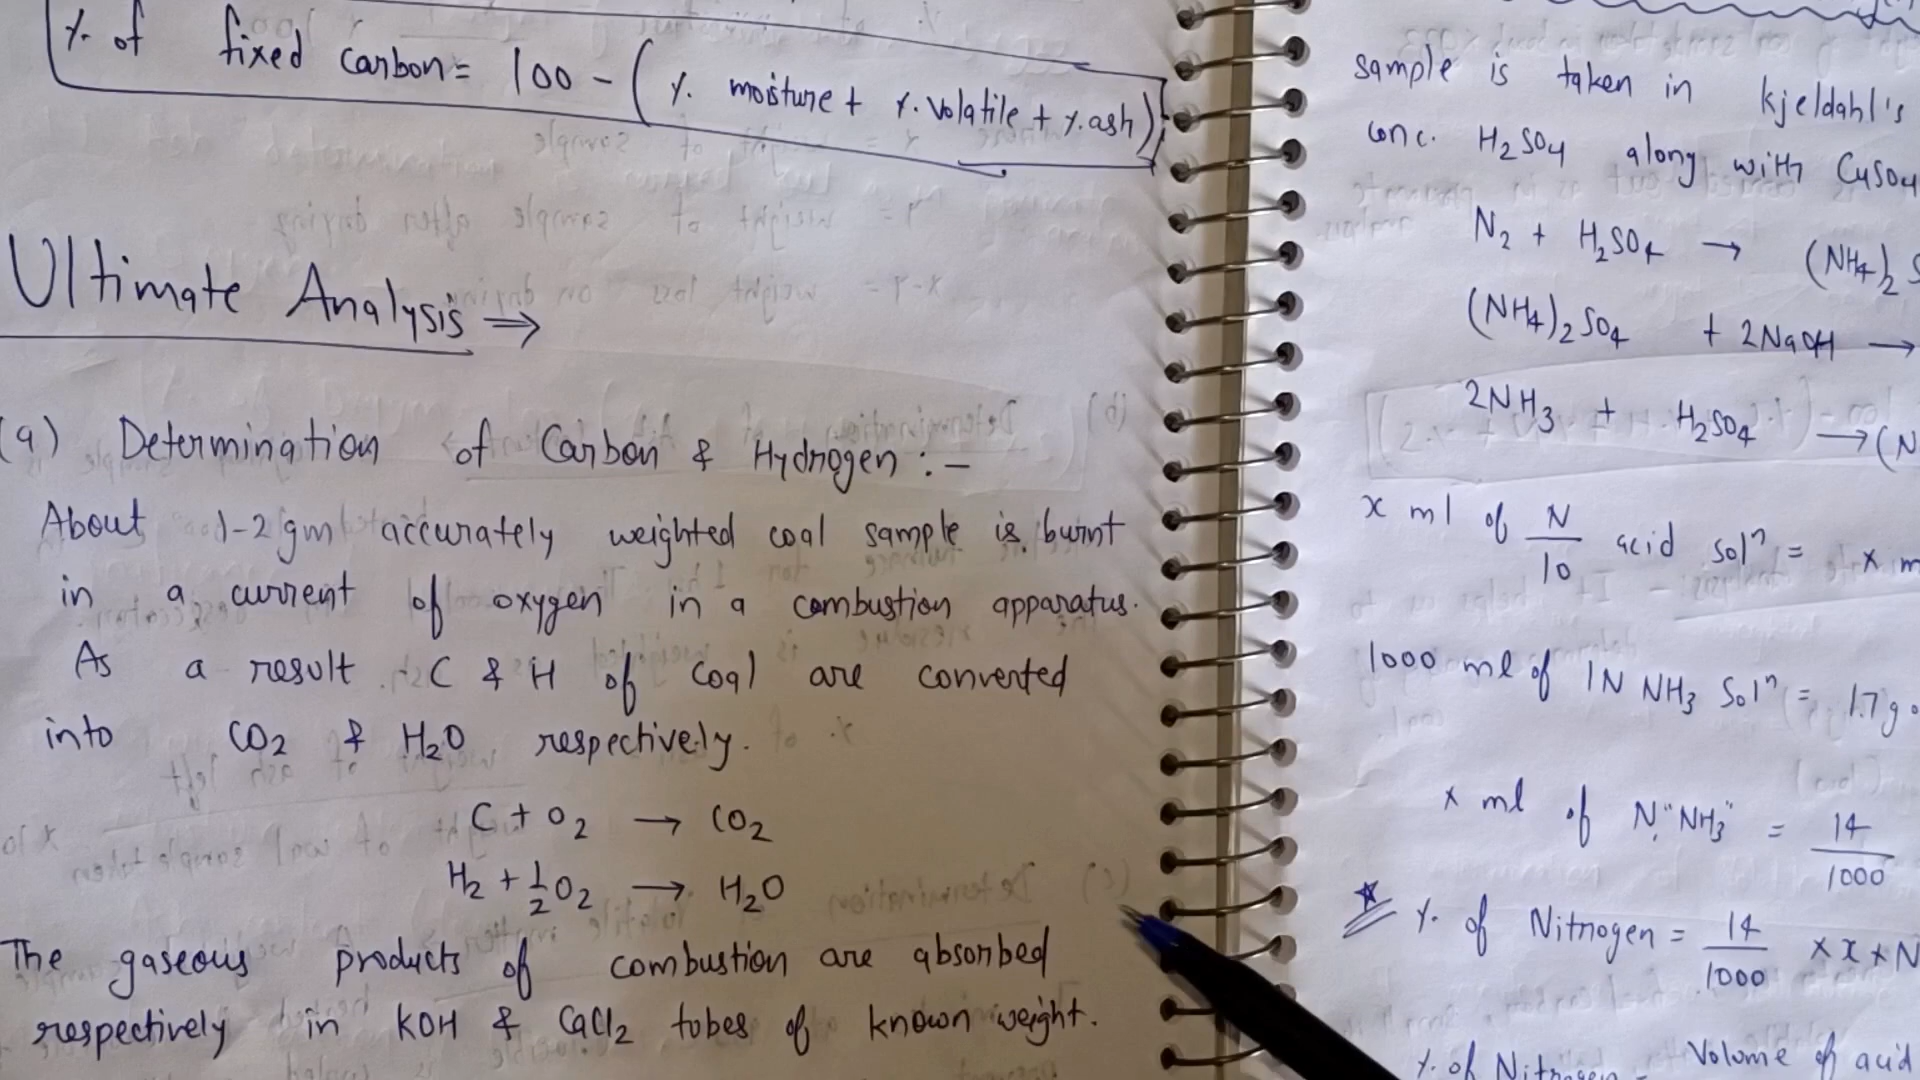 % of fixed carbon = 100 - ( % moisture + % volatile + % ash )
Ultimate Analysis ⇒
(a) Determination of Carbon & Hydrogen : -
About 1-2 gm accurately weighted coal sample is burnt
in a current of oxygen in a combustion apparatus.
As a result C & H of coal are converted
into CO2 & H2O respectively.
C + O2 → CO2
H2 + 1/2 O2 → H2O
The gaseous products of combustion are absorbed
respectively in KOH & CaCl2 tubes of known weight.
sample is taken in kjeldahl's
conc. H2SO4 along with CuSO4
N2 + H2SO4 → (NH4)2 S
(NH4)2 SO4 + 2NaOH →
2NH3 + H2SO4 → (N
x ml of N/10 acid solⁿ = x m
1000 ml of 1N NH3 Solⁿ = 17g
x ml of N "NH3" = 14/1000
% of Nitrogen = 14/1000 × x × N
% of Nitrogen = Volume of acid